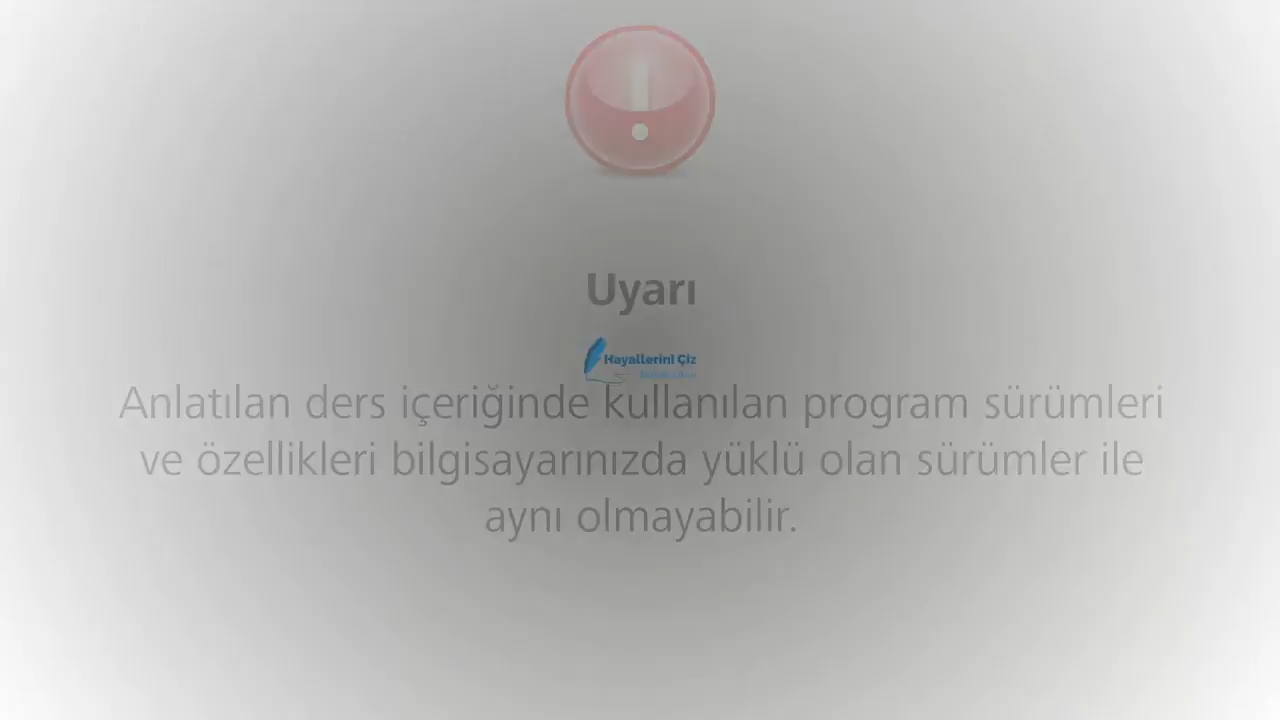 Uyarı
Hayallerini Çiz
Anlatılan ders içeriğinde kullanılan program sürümleri
ve özellikleri bilgisayarınızda yüklü olan sürümler ile
aynı olmayabilir.